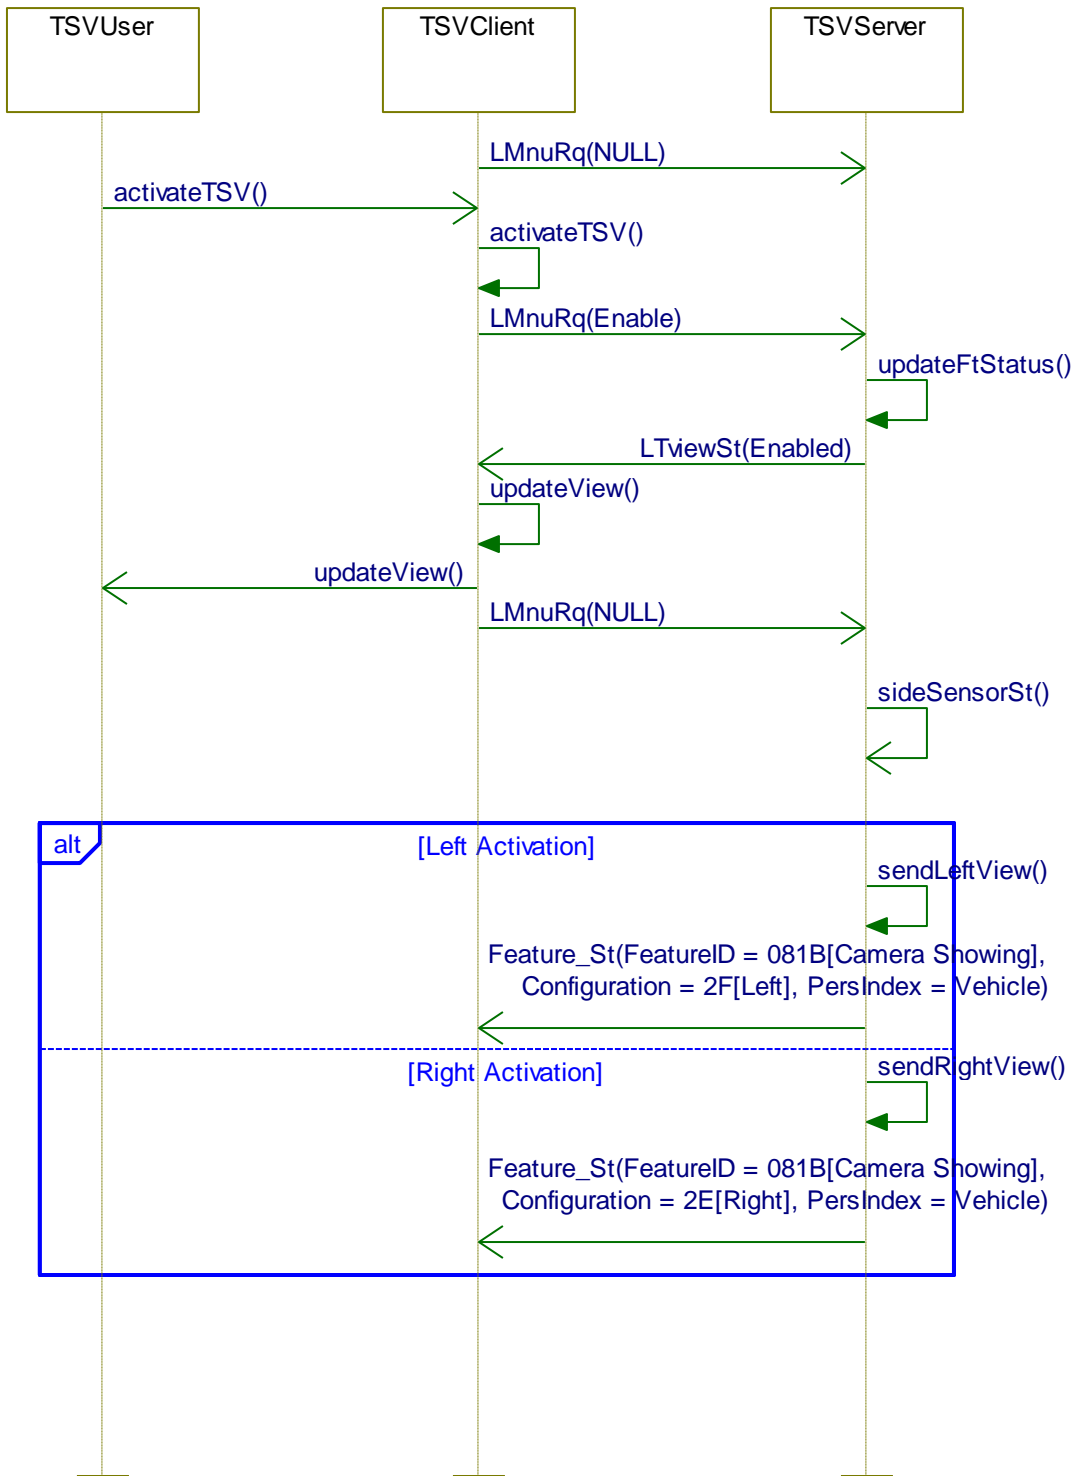 TSVUser
TSVClient
TSVServer
LMnuRq(NULL)
activateTSV()
activateTSV()
LMnuRq(Enable)
updateFtStatus()
LTviewSt(Enabled)
updateView()
updateView()
LMnuRq(NULL)
sideSensorSt()
alt
[Left Activation]
sendLeftView()
Feature_St(FeatureID = 081B[Camera Showing],
Configuration = 2F[Left], PersIndex = Vehicle)
[Right Activation]
sendRightView()
Feature_St(FeatureID = 081B[Camera Showing],
Configuration = 2E[Right], PersIndex = Vehicle)